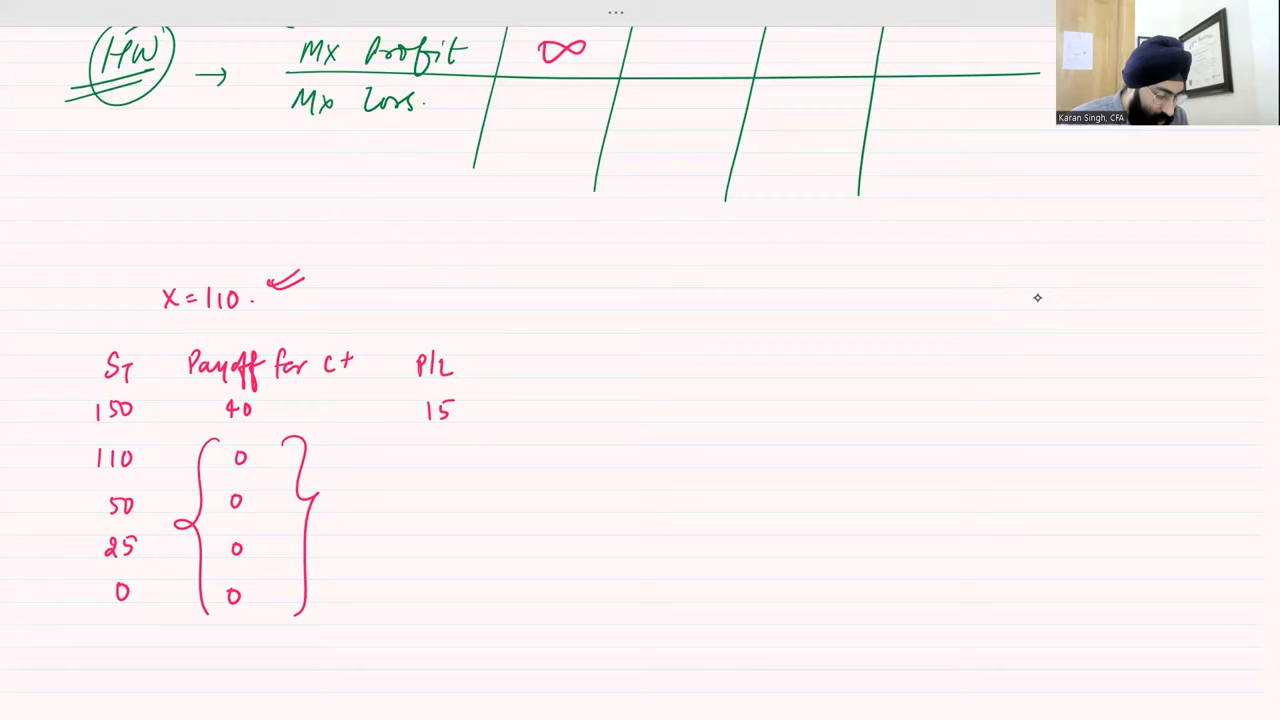 HW → Mx Profit ∞
Mx Loss.
Karan Singh, CFA
X = 110.
ST Payoff for C+ P/L
150 40 15
110 0
50 0
25 0
0 0